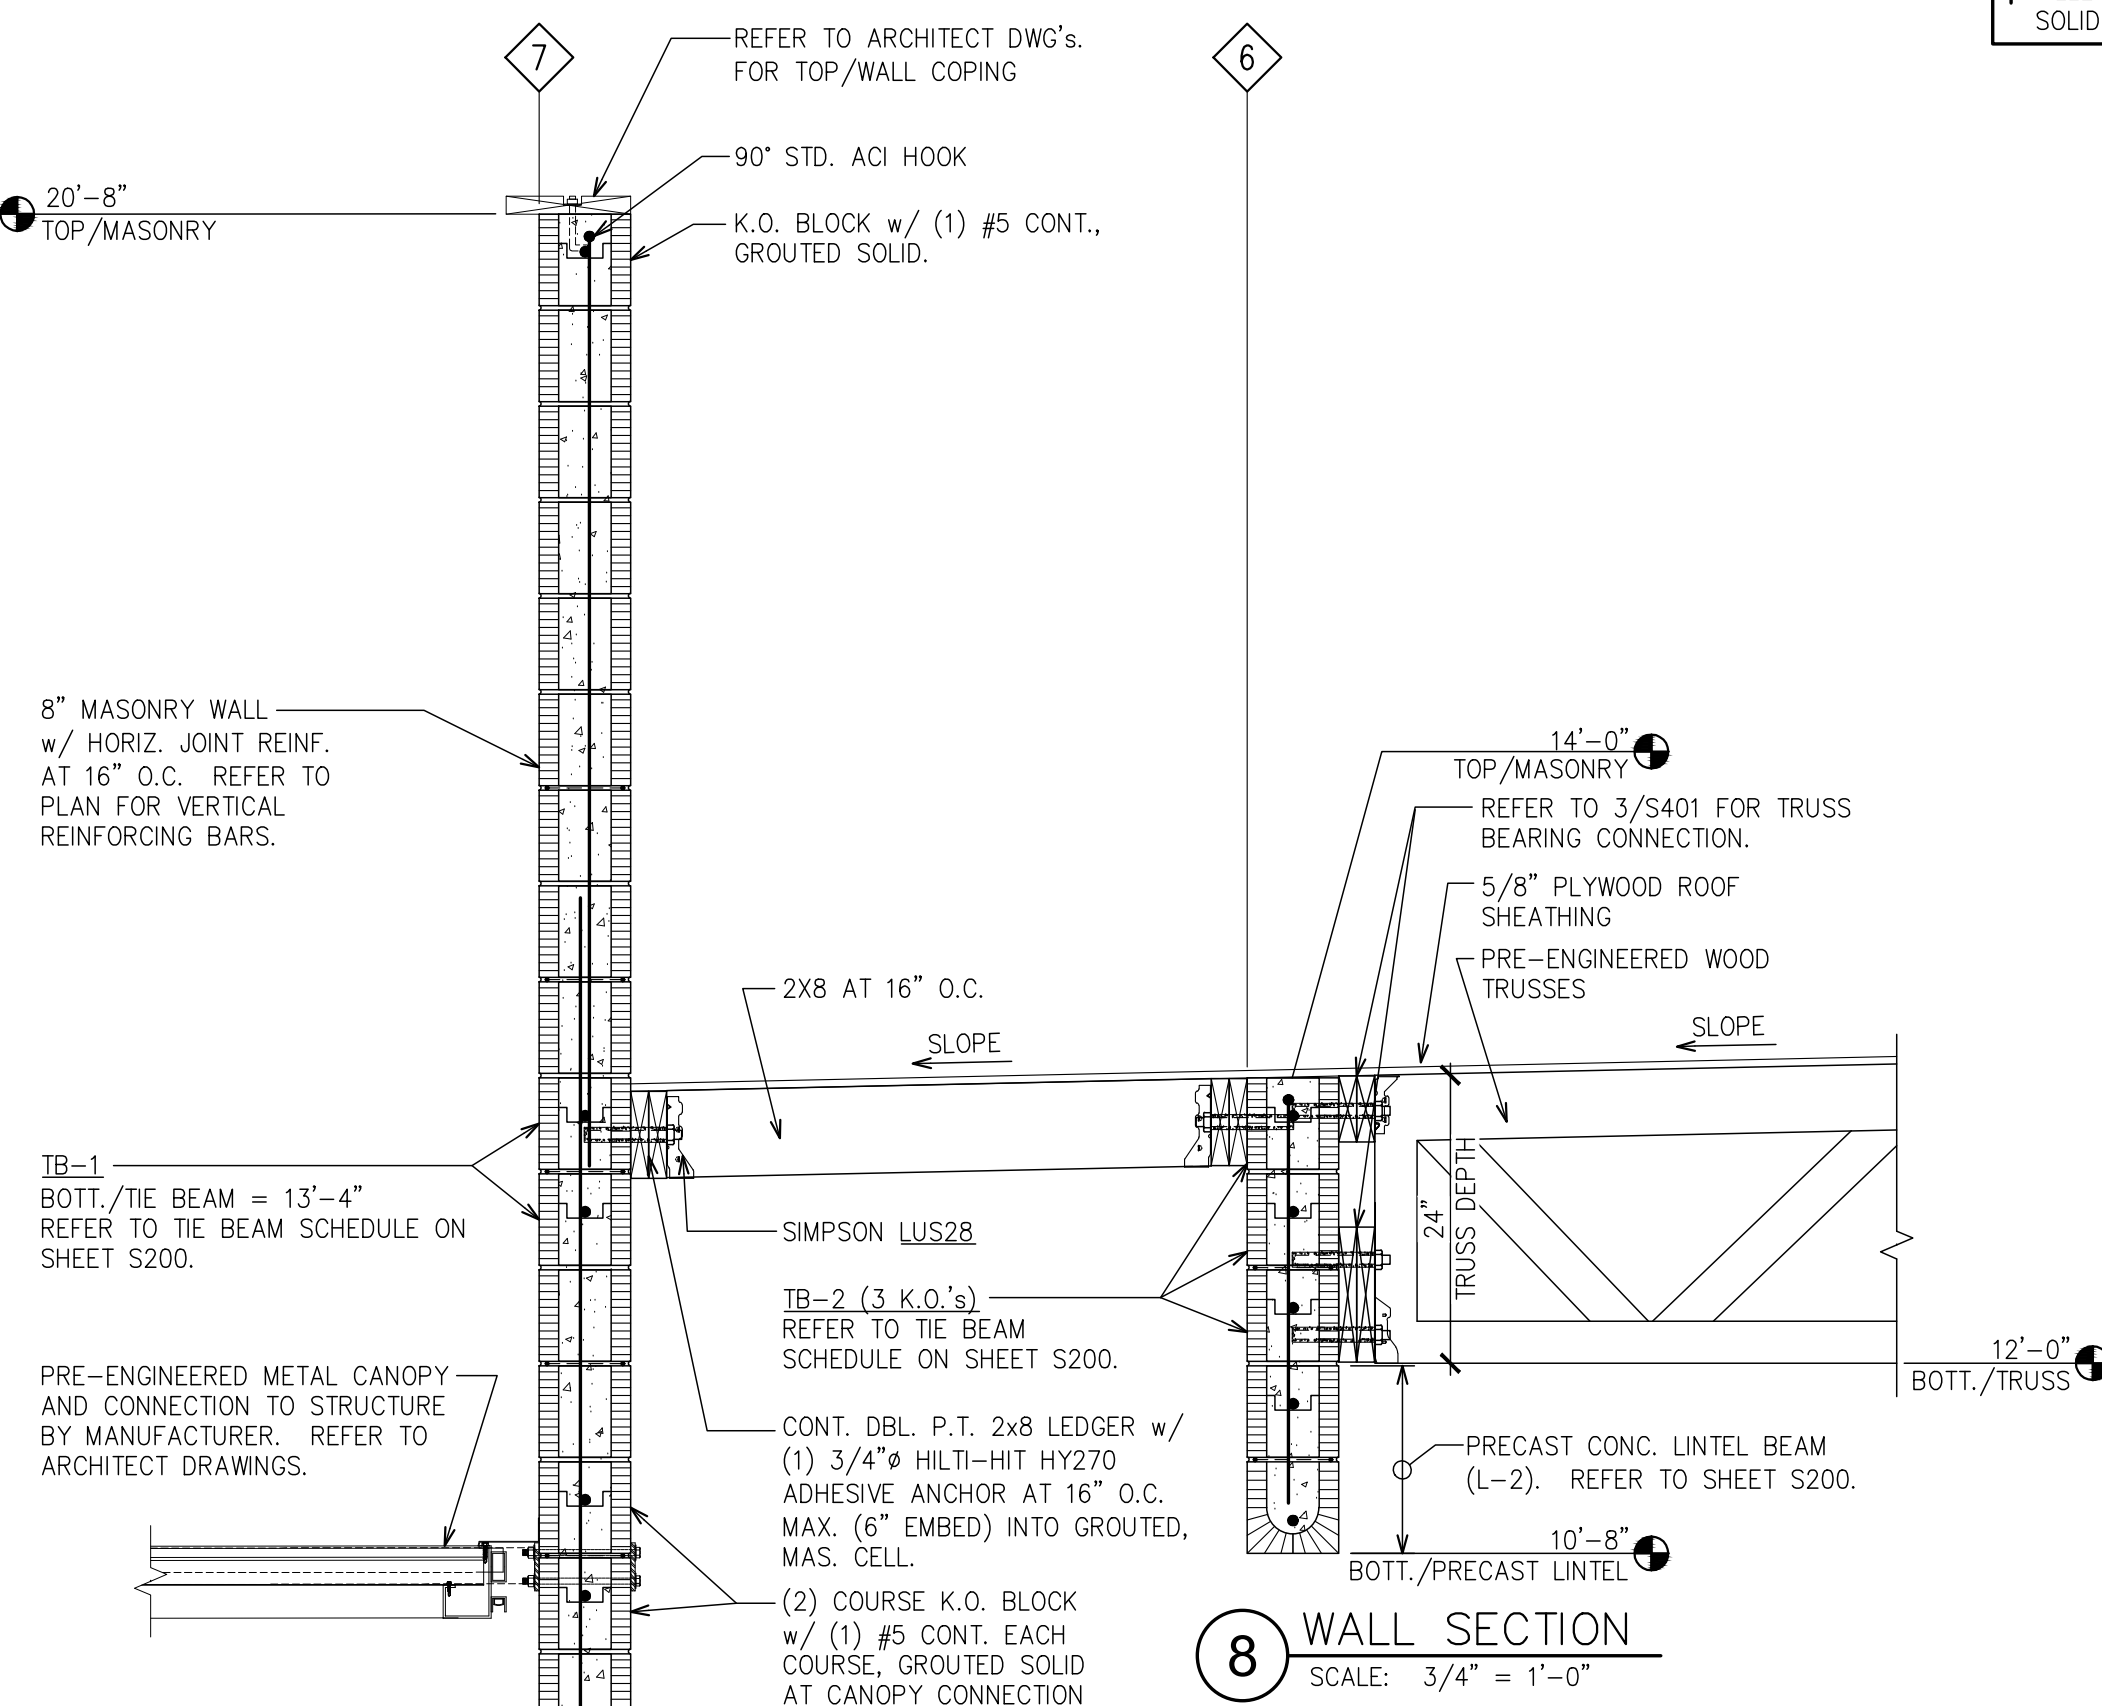 SOLID
7
6
REFER TO ARCHITECT DWG's.
FOR TOP/WALL COPING
90° STD. ACI HOOK
20'-8"
TOP/MASONRY
K.O. BLOCK w/ (1) #5 CONT.,
GROUTED SOLID.
8" MASONRY WALL
w/ HORIZ. JOINT REINF.
AT 16" O.C. REFER TO
PLAN FOR VERTICAL
REINFORCING BARS.
14'-0"
TOP/MASONRY
REFER TO 3/S401 FOR TRUSS
BEARING CONNECTION.
5/8" PLYWOOD ROOF
SHEATHING
PRE-ENGINEERED WOOD
TRUSSES
2X8 AT 16" O.C.
SLOPE
SLOPE
TB-1
BOTT./TIE BEAM = 13'-4"
REFER TO TIE BEAM SCHEDULE ON
SHEET S200.
SIMPSON LUS28
24"
TRUSS DEPTH
TB-2 (3 K.O.'s)
REFER TO TIE BEAM
SCHEDULE ON SHEET S200.
12'-0"
BOTT./TRUSS
PRE-ENGINEERED METAL CANOPY
AND CONNECTION TO STRUCTURE
BY MANUFACTURER. REFER TO
ARCHITECT DRAWINGS.
CONT. DBL. P.T. 2x8 LEDGER w/
(1) 3/4"ø HILTI-HIT HY270
ADHESIVE ANCHOR AT 16" O.C.
MAX. (6" EMBED) INTO GROUTED,
MAS. CELL.
PRECAST CONC. LINTEL BEAM
(L-2). REFER TO SHEET S200.
10'-8"
BOTT./PRECAST LINTEL
(2) COURSE K.O. BLOCK
w/ (1) #5 CONT. EACH
COURSE, GROUTED SOLID
AT CANOPY CONNECTION
8
WALL SECTION
SCALE: 3/4" = 1'-0"